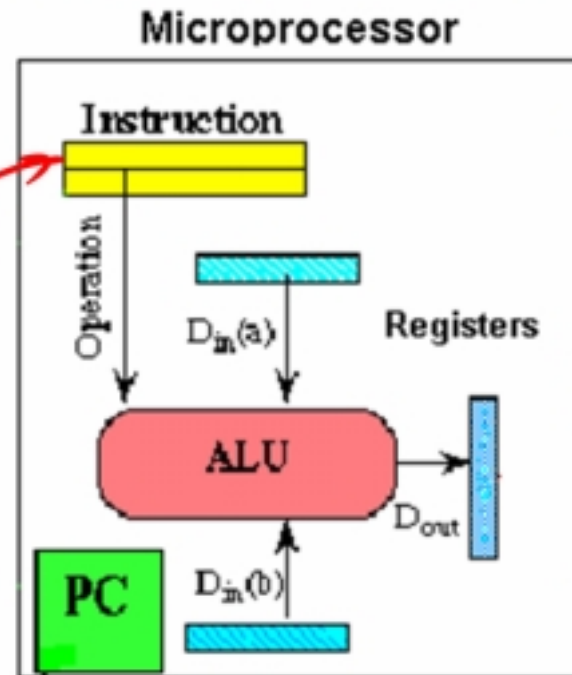 Microprocessor
Instruction
Operation
Din(a)
Registers
ALU
Dout
PC
Din(b)